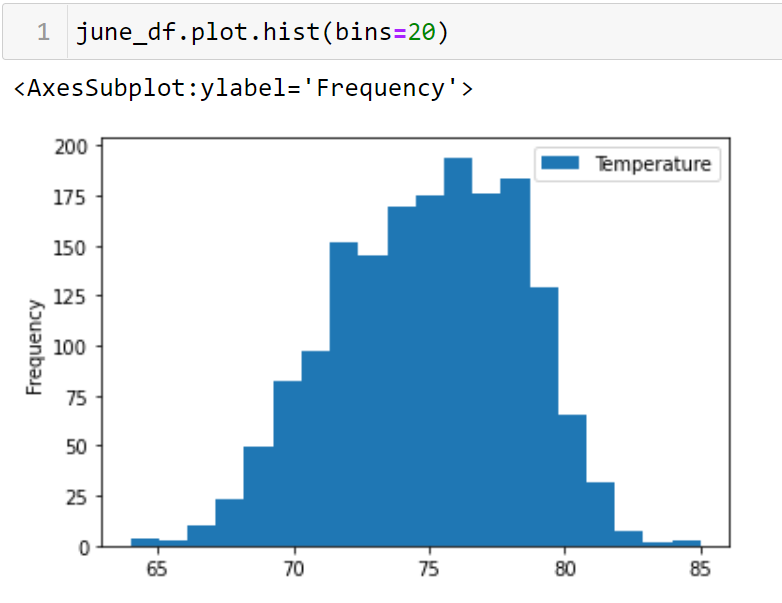 1 june_df.plot.hist(bins=20)
<AxesSubplot:ylabel='Frequency'>
Temperature
Frequency
200
175
150
125
100
75
50
25
0
65 70 75 80 85